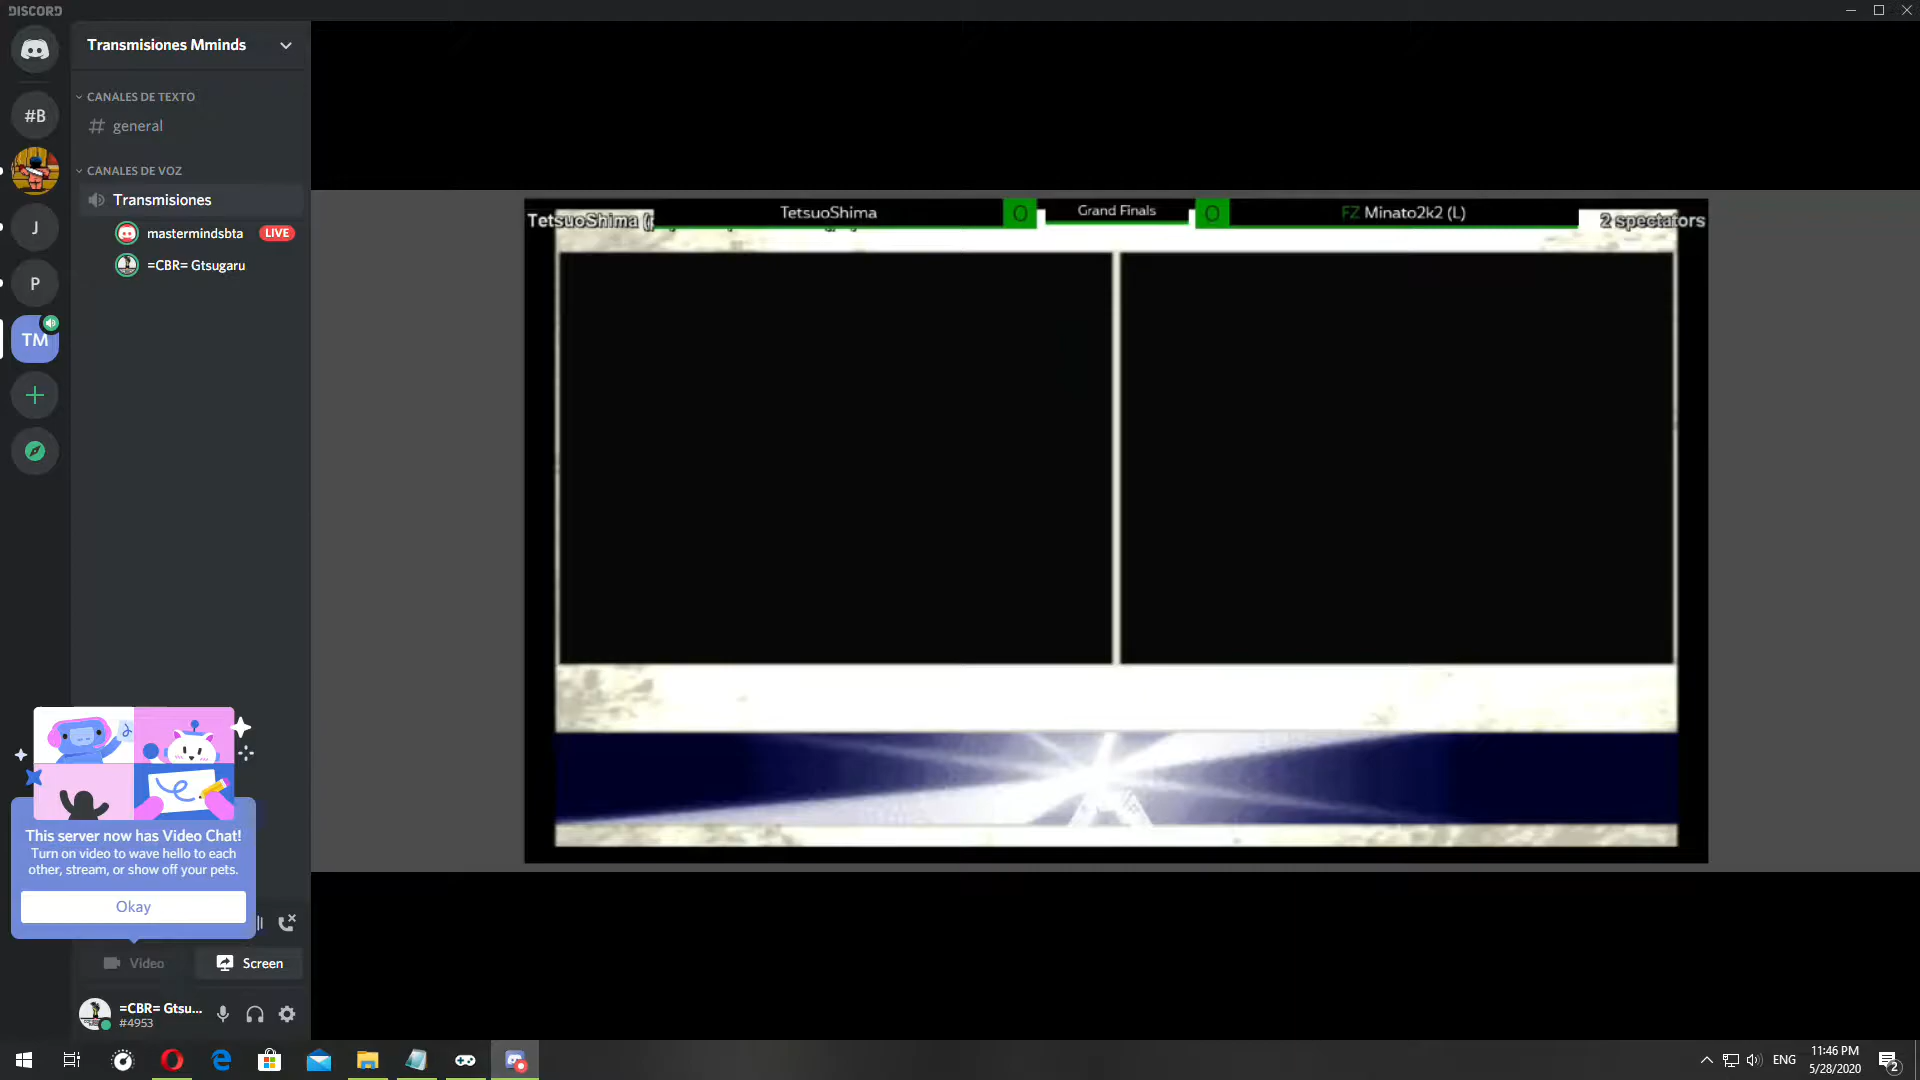 DISCORD
Transmisiones Mminds
CANALES DE TEXTO
general
CANALES DE VOZ
Transmisiones
mastermindsbta LIVE
=CBR= Gtsugaru
#B
J
P
TM
TetsuoShima (
TetsuoShima 0 Grand Finals 0 FZ Minato2k2 (L)
2 spectators
This server now has Video Chat!
Turn on video to wave hello to each
other, stream, or show off your pets.
Okay
Video Screen
=CBR= Gtsu...
#4953
ENG
11:46 PM
5/28/2020
2